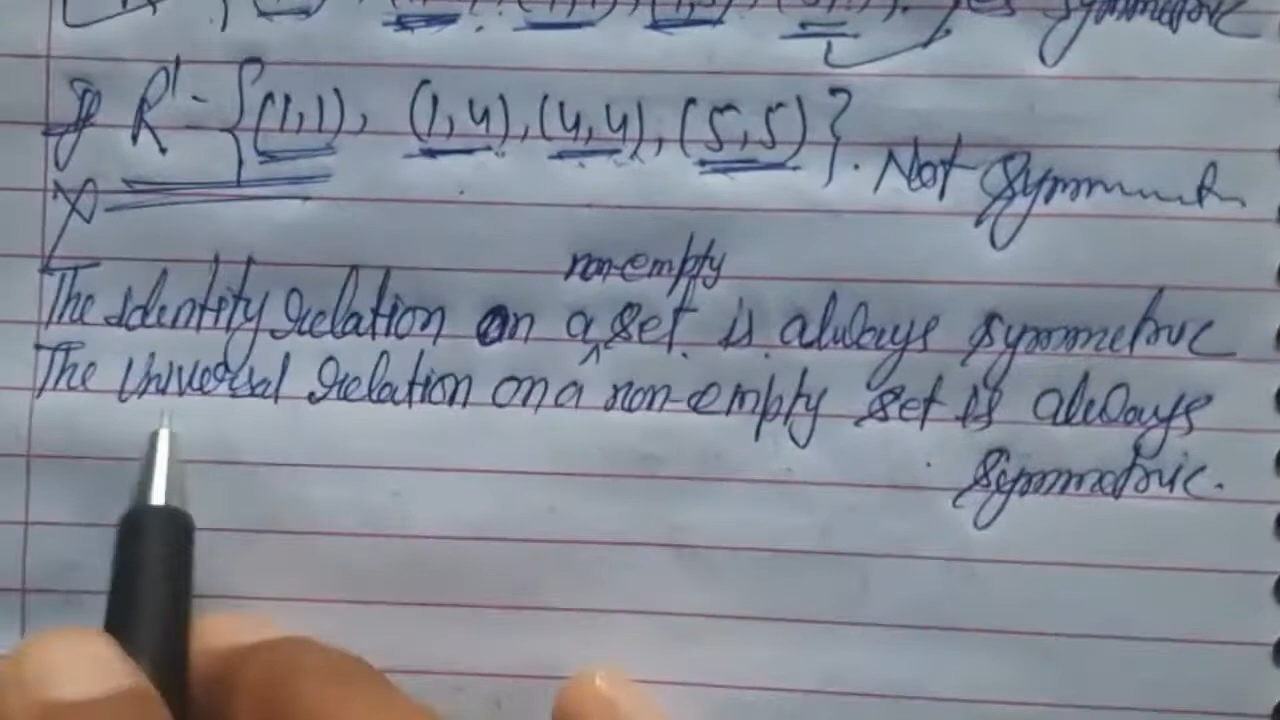 symmetric
If R' - {(1,1), (1,4), (4,4), (5,5)}. Not Symmetric
non-empty
The Identity relation on a set is always symmetric
The Universal relation on a non-empty set is always
symmetric.